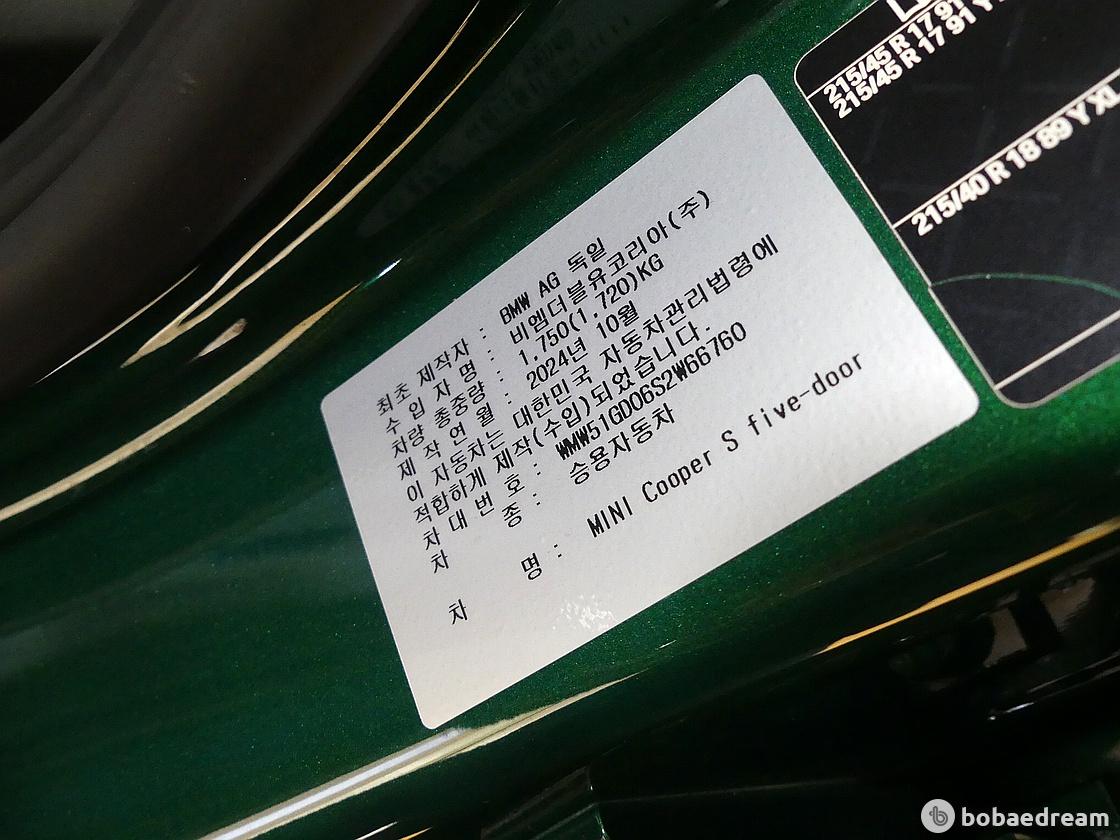 최초 제작자 : BMW AG 독일
수 입 자 명 : 비엠더블유코리아(주)
차량 총중량 : 1,750(1,720)KG
제 작 연 월 : 2024년 10월
이 자동차는 대한민국 자동차관리법령에
적합하게 제작(수입)되었습니다.
차 대 번 호 : WMW51GD06S2W66760
차 종 : 승용자동차
차 명 : MINI Cooper S five-door
215/45 R 17 91
215/45 R 17 91 Y
215/40 R 18 89 Y XL
bobaedream